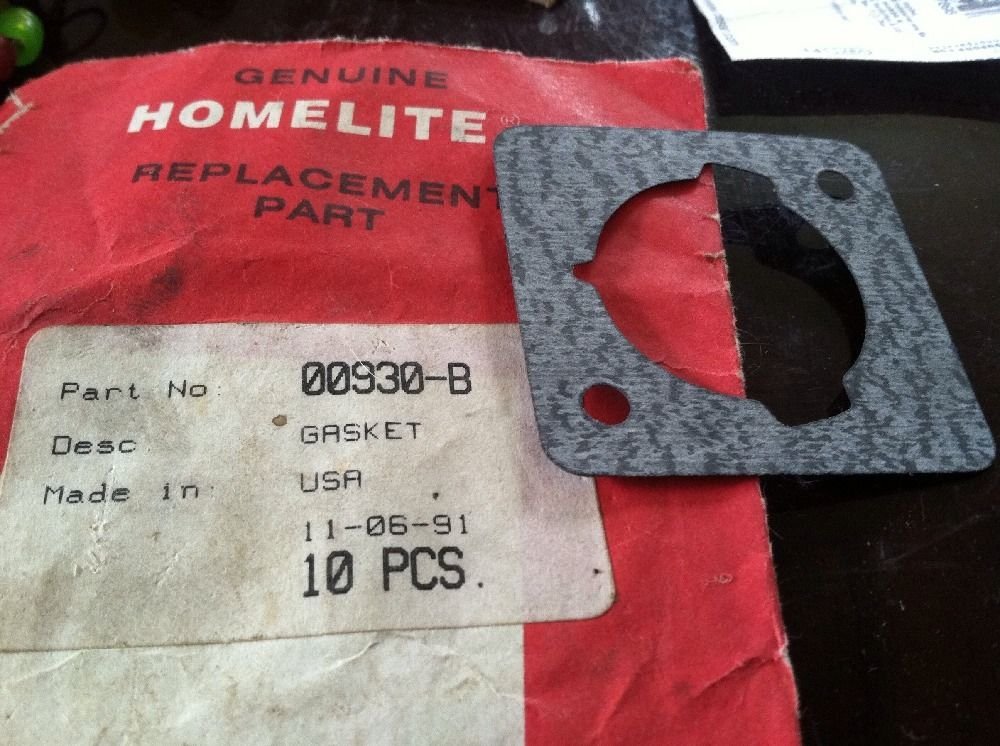 GENUINE
HOMELITE®
REPLACEMENT
PART
Part No: 00930-B
Desc GASKET
Made in: USA
11-06-91
10 PCS.